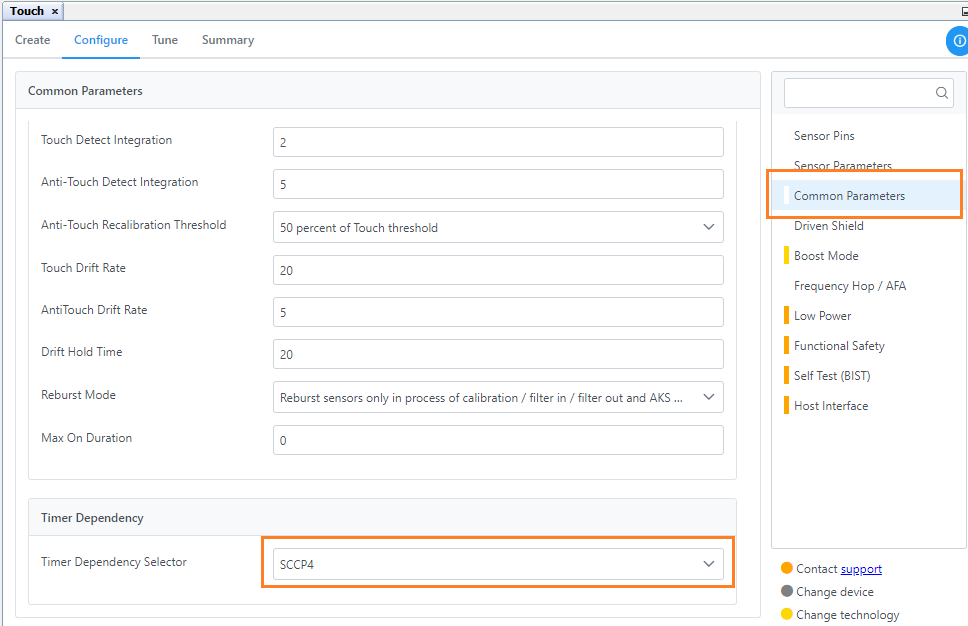 Touch ×
Create Configure Tune Summary
Common Parameters
Touch Detect Integration 2
Anti-Touch Detect Integration 5
Anti-Touch Recalibration Threshold 50 percent of Touch threshold
Touch Drift Rate 20
AntiTouch Drift Rate 5
Drift Hold Time 20
Reburst Mode Reburst sensors only in process of calibration / filter in / filter out and AKS ...
Max On Duration 0
Timer Dependency
Timer Dependency Selector SCCP4
Sensor Pins
Sensor Parameters
Common Parameters
Driven Shield
Boost Mode
Frequency Hop / AFA
Low Power
Functional Safety
Self Test (BIST)
Host Interface
Contact support
Change device
Change technology